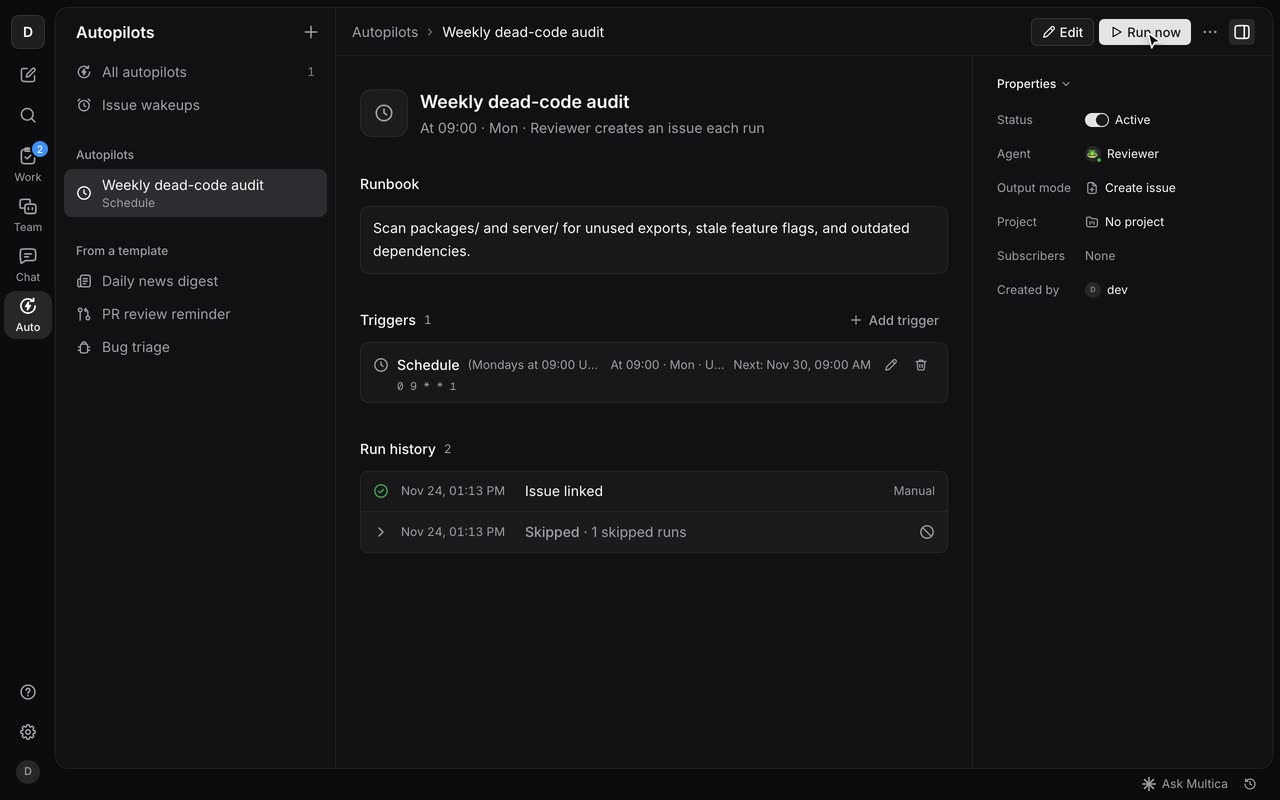 D
Autopilots
Autopilots
Weekly dead-code audit
Edit
Run now
All autopilots
1
Issue wakeups
2
Work
Team
Chat
Auto
Autopilots
Weekly dead-code audit
Schedule
From a template
Daily news digest
PR review reminder
Bug triage
Weekly dead-code audit
At 09:00 · Mon · Reviewer creates an issue each run
Runbook
Scan packages/ and server/ for unused exports, stale feature flags, and outdated
dependencies.
Triggers 1
Add trigger
Schedule (Mondays at 09:00 U... At 09:00 · Mon · U... Next: Nov 30, 09:00 AM
0 9 * * 1
Run history 2
Nov 24, 01:13 PM Issue linked Manual
Nov 24, 01:13 PM Skipped · 1 skipped runs
Properties
Status Active
Agent Reviewer
Output mode Create issue
Project No project
Subscribers None
Created by D dev
D
Ask Multica